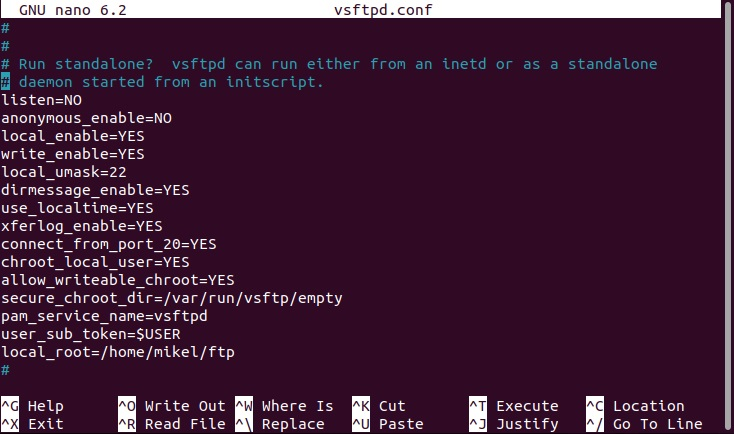 GNU nano 6.2 vsftpd.conf
#
#
# Run standalone?  vsftpd can run either from an inetd or as a standalone
# daemon started from an initscript.
listen=NO
anonymous_enable=NO
local_enable=YES
write_enable=YES
local_umask=22
dirmessage_enable=YES
use_localtime=YES
xferlog_enable=YES
connect_from_port_20=YES
chroot_local_user=YES
allow_writeable_chroot=YES
secure_chroot_dir=/var/run/vsftp/empty
pam_service_name=vsftpd
user_sub_token=$USER
local_root=/home/mikel/ftp
#
^G Help ^O Write Out ^W Where Is ^K Cut ^T Execute ^C Location
^X Exit ^R Read File ^\ Replace ^U Paste ^J Justify ^/ Go To Line